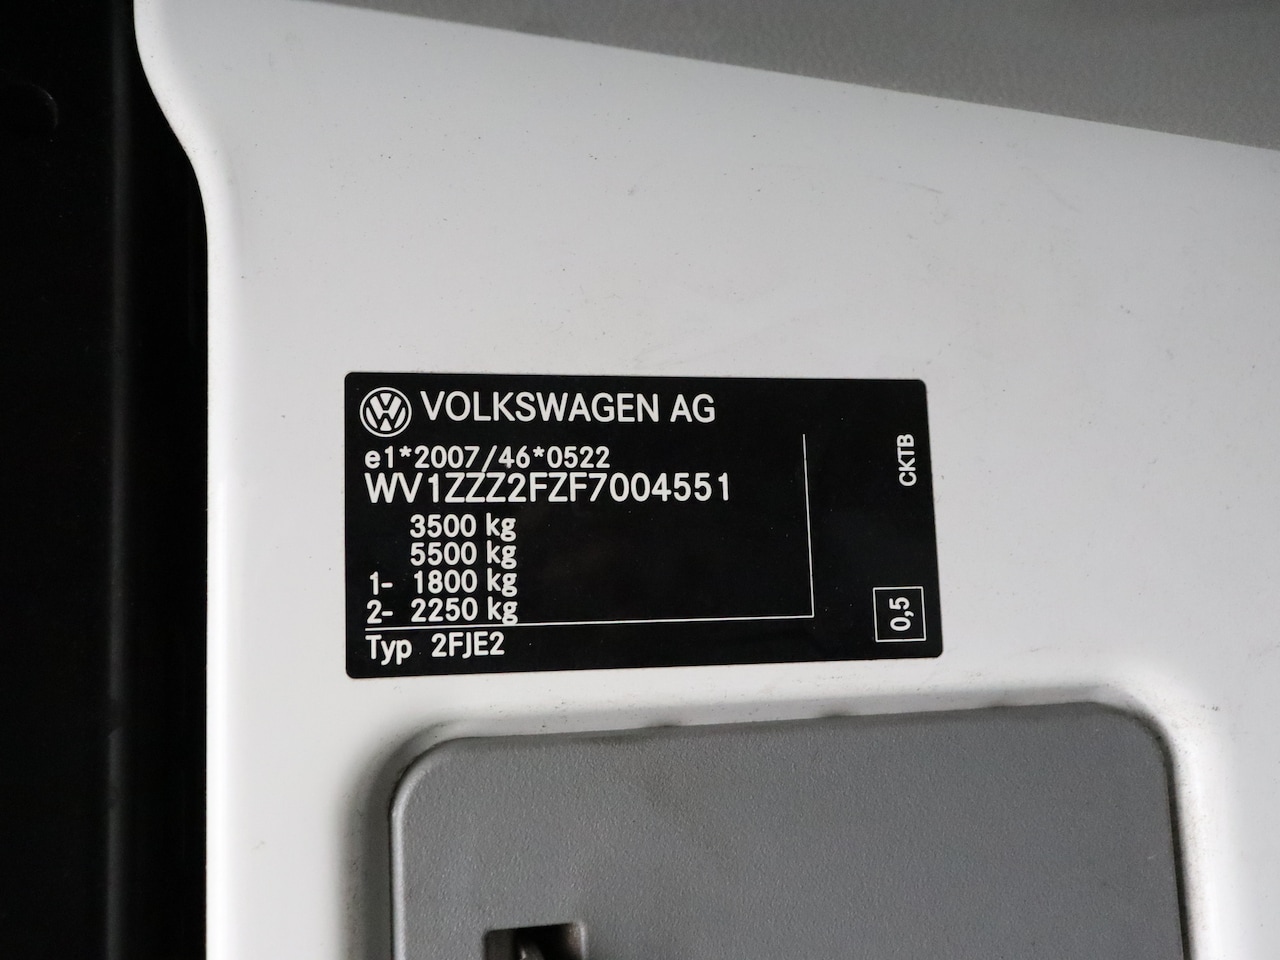 VOLKSWAGEN AG
e1*2007/46*0522
WV1ZZZ2FZF7004551
3500 kg
5500 kg
1- 1800 kg
2- 2250 kg
Typ 2FJE2
CKTB
0,5